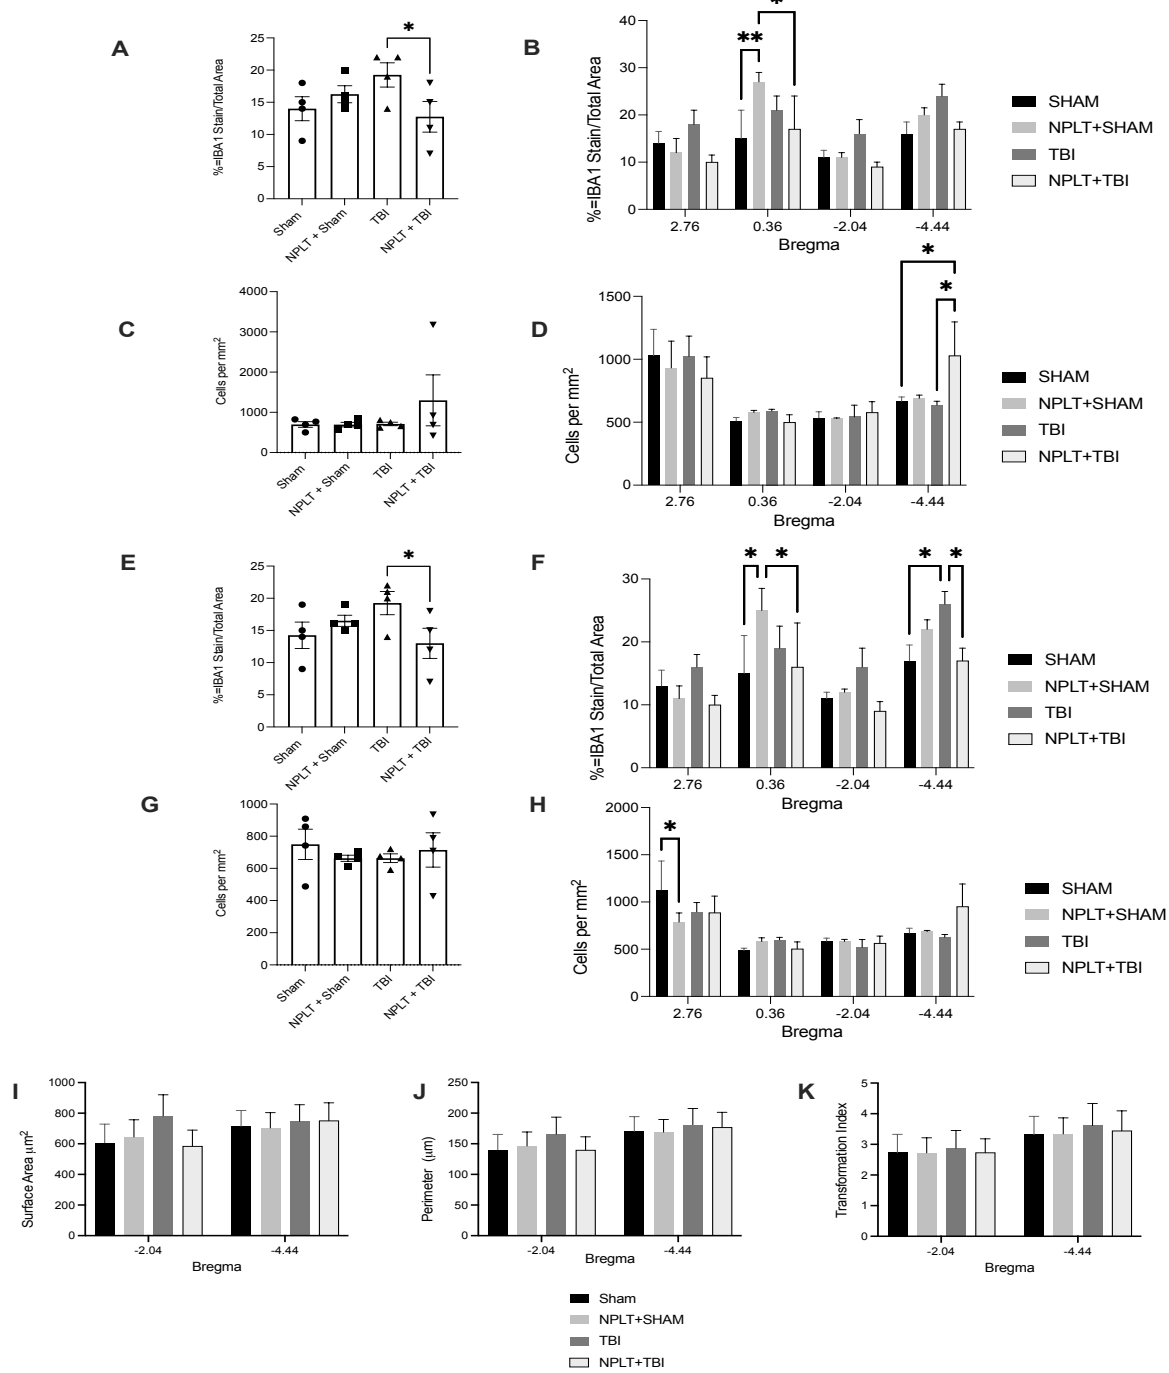 A
%=IBA1 Stain/Total Area
25
20
15
10
5
0
*
Sham
NPLT + Sham
TBI
NPLT + TBI
B
%=IBA1 Stain/Total Area
40
30
20
10
0
**
*
2.76
0.36
-2.04
-4.44
Bregma
SHAM
NPLT+SHAM
TBI
NPLT+TBI
C
Cells per mm²
4000
3000
2000
1000
0
Sham
NPLT + Sham
TBI
NPLT + TBI
D
Cells per mm²
1500
1000
500
0
*
*
2.76
0.36
-2.04
-4.44
Bregma
SHAM
NPLT+SHAM
TBI
NPLT+TBI
E
%=IBA1 Stain/Total Area
25
20
15
10
5
0
*
Sham
NPLT + Sham
TBI
NPLT + TBI
F
%=IBA1 Stain/Total Area
30
20
10
0
*
*
*
*
2.76
0.36
-2.04
-4.44
Bregma
SHAM
NPLT+SHAM
TBI
NPLT+TBI
G
Cells per mm²
1000
800
600
400
200
0
Sham
NPLT + Sham
TBI
NPLT + TBI
H
Cells per mm²
2000
1500
1000
500
0
*
2.76
0.36
-2.04
-4.44
Bregma
SHAM
NPLT+SHAM
TBI
NPLT+TBI
I
Surface Area µm²
1000
800
600
400
200
0
-2.04
-4.44
Bregma
J
Perimeter (µm)
250
200
150
100
50
0
-2.04
-4.44
Bregma
K
Transformation Index
5
4
3
2
1
0
-2.04
-4.44
Bregma
Sham
NPLT+SHAM
TBI
NPLT+TBI